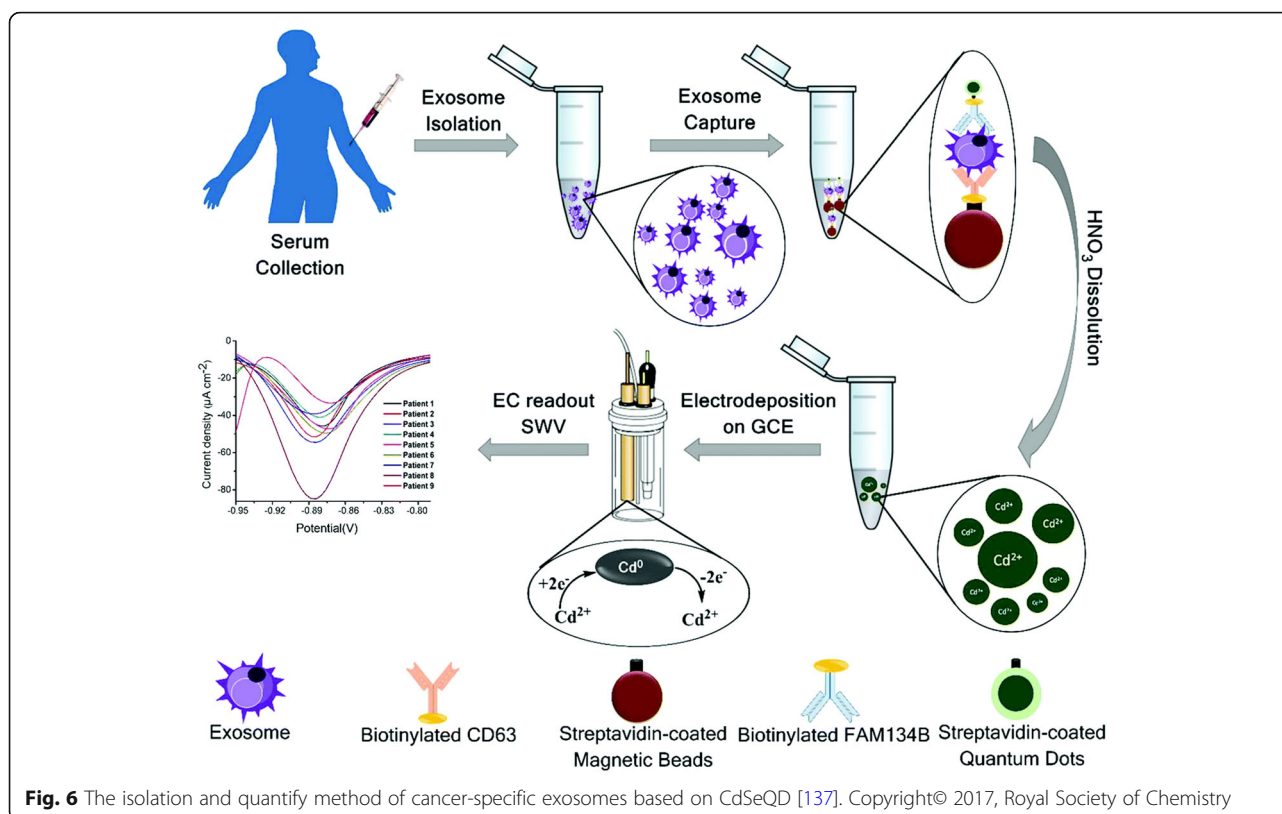 Exosome
Isolation
Exosome
Capture
Serum
Collection
HNO3 Dissolution
Electrodeposition
on GCE
EC readout
SWV
0
-20
-40
-60
-80
Current density (µA cm⁻²)
Patient 1
Patient 2
Patient 3
Patient 4
Patient 5
Patient 6
Patient 7
Patient 8
Patient 9
-0.95 -0.92 -0.89 -0.86 -0.83 -0.80
Potential(V)
Cd⁰
+2e⁻ -2e⁻
Cd²⁺ Cd²⁺
Cd²⁺
Cd²⁺
Cd²⁺
Cd²⁺
Cd²⁺
Cd²⁺
Cd²⁺
Cd²⁺
Cd²⁺
Exosome
Biotinylated CD63
Streptavidin-coated
Magnetic Beads
Biotinylated FAM134B
Streptavidin-coated
Quantum Dots
Fig. 6 The isolation and quantify method of cancer-specific exosomes based on CdSeQD [137]. Copyright© 2017, Royal Society of Chemistry